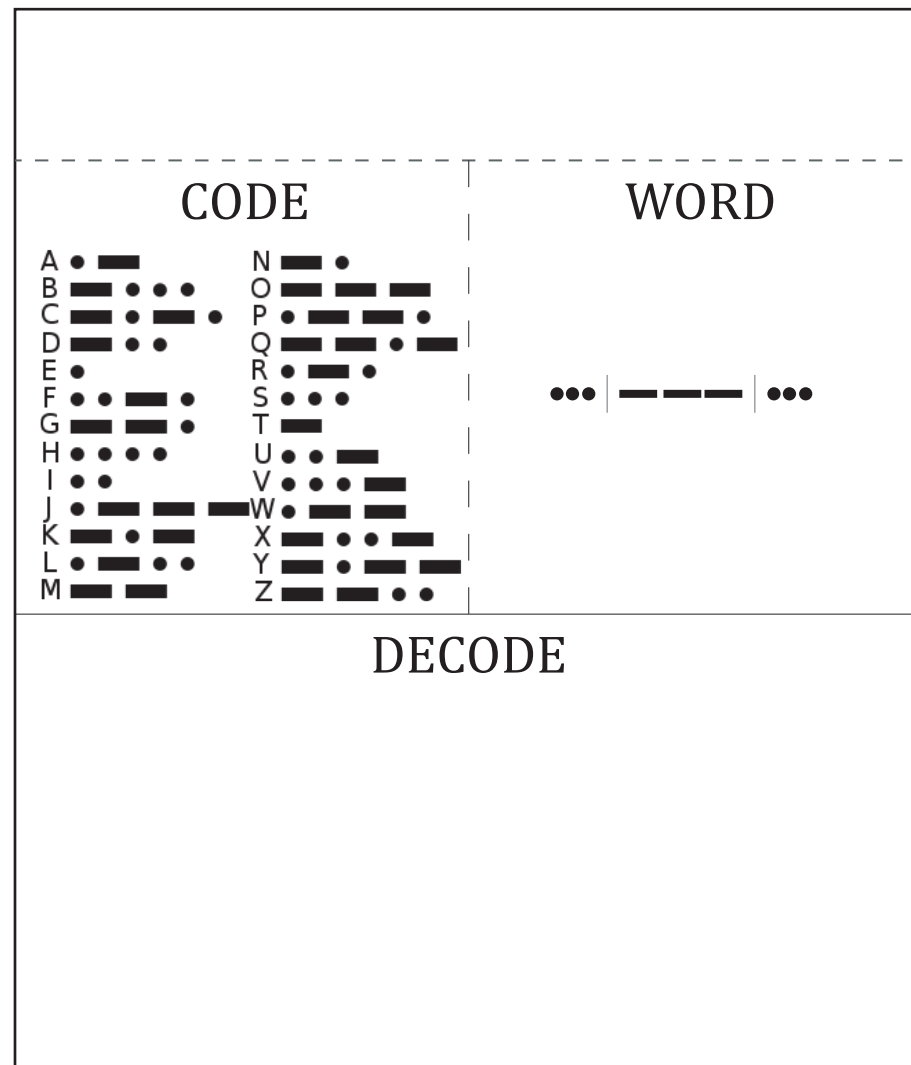 CODE
A ● ▬
B ▬ ● ● ●
C ▬ ● ▬ ●
D ▬ ● ●
E ●
F ● ● ▬ ●
G ▬ ▬ ●
H ● ● ● ●
I ● ●
J ● ▬ ▬ ▬
K ▬ ● ▬
L ● ▬ ● ●
M ▬ ▬
N ▬ ●
O ▬ ▬ ▬
P ● ▬ ▬ ●
Q ▬ ▬ ● ▬
R ● ▬ ●
S ● ● ●
T ▬
U ● ● ▬
V ● ● ● ▬
W ● ▬ ▬
X ▬ ● ● ▬
Y ▬ ● ▬ ▬
Z ▬ ▬ ● ●
WORD
●●● | ▬ ▬ ▬ | ●●●
DECODE